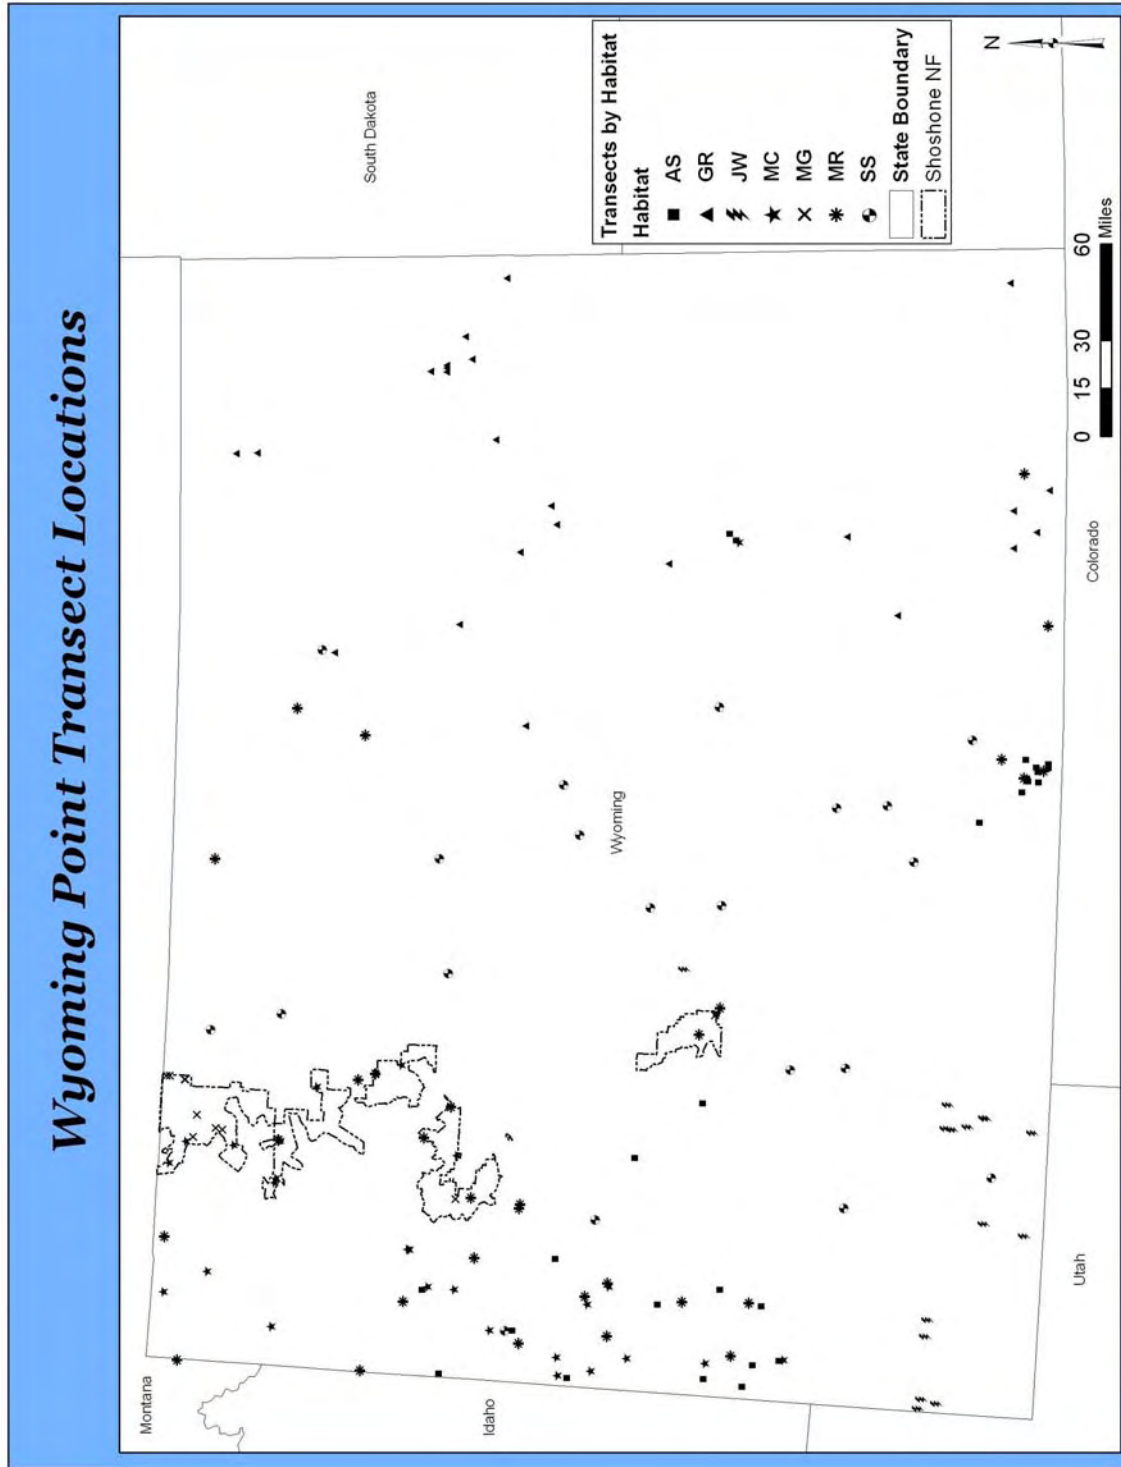 Wyoming Point Transect Locations
Montana
South Dakota
Idaho
Wyoming
Utah
Colorado
Transects by Habitat
Habitat
AS
GR
JW
MC
MG
MR
SS
State Boundary
Shoshone NF
N
0 15 30 60
Miles